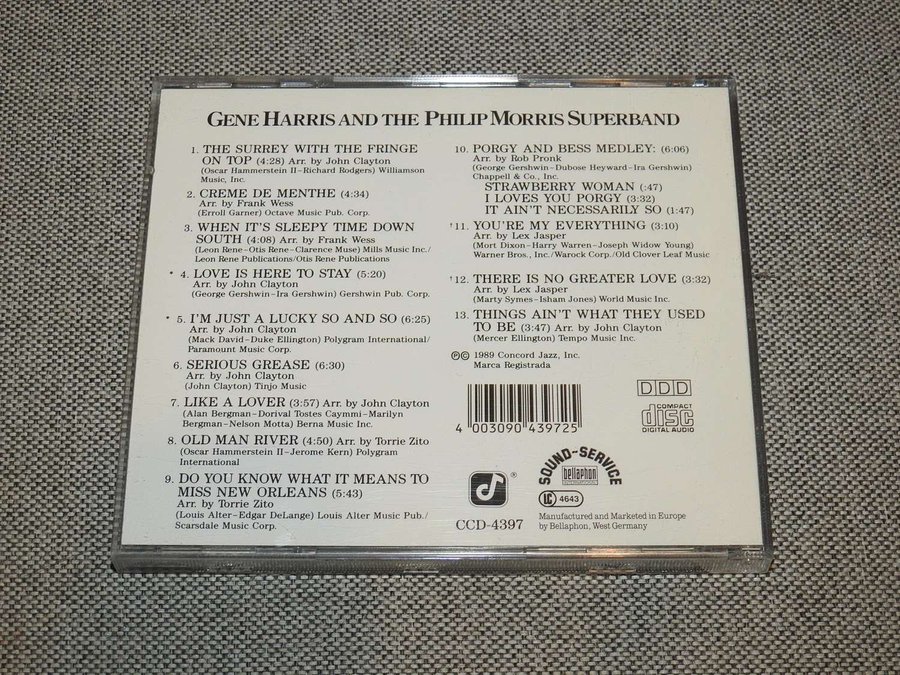 GENE HARRIS AND THE PHILIP MORRIS SUPERBAND
1. THE SURREY WITH THE FRINGE
ON TOP (4:28) Arr. by John Clayton
(Oscar Hammerstein II–Richard Rodgers) Williamson
Music, Inc.
2. CREME DE MENTHE (4:34)
Arr. by Frank Wess
(Erroll Garner) Octave Music Pub. Corp.
3. WHEN IT'S SLEEPY TIME DOWN
SOUTH (4:08) Arr. by Frank Wess
(Leon Rene–Otis Rene–Clarence Muse) Mills Music Inc./
Leon Rene Publications/Otis Rene Publications
* 4. LOVE IS HERE TO STAY (5:20)
Arr. by John Clayton
(George Gershwin–Ira Gershwin) Gershwin Pub. Corp.
* 5. I'M JUST A LUCKY SO AND SO (6:25)
Arr. by John Clayton
(Mack David–Duke Ellington) Polygram International/
Paramount Music Corp.
6. SERIOUS GREASE (6:30)
Arr. by John Clayton
(John Clayton) Tinjo Music
7. LIKE A LOVER (3:57) Arr. by John Clayton
(Alan Bergman–Dorival Tostes Caymmi–Marilyn
Bergman–Nelson Motta) Berna Music Inc.
8. OLD MAN RIVER (4:50) Arr. by Torrie Zito
(Oscar Hammerstein II–Jerome Kern) Polygram
International
9. DO YOU KNOW WHAT IT MEANS TO
MISS NEW ORLEANS (5:43)
Arr. by Torrie Zito
(Louis Alter–Edgar DeLange) Louis Alter Music Pub./
Scarsdale Music Corp.
10. PORGY AND BESS MEDLEY: (6:06)
Arr. by Rob Pronk
(George Gershwin–Dubose Heyward–Ira Gershwin)
Chappell & Co., Inc.
STRAWBERRY WOMAN (:47)
I LOVES YOU PORGY (3:32)
IT AIN'T NECESSARILY SO (1:47)
*11. YOU'RE MY EVERYTHING (3:10)
Arr. by Lex Jasper
(Mort Dixon–Harry Warren–Joseph Widow Young)
Warner Bros., Inc./Warock Corp./Old Clover Leaf Music
*12. THERE IS NO GREATER LOVE (3:32)
Arr. by Lex Jasper
(Marty Symes–Isham Jones) World Music Inc.
13. THINGS AIN'T WHAT THEY USED
TO BE (3:47) Arr. by John Clayton
(Mercer Ellington) Tempo Music Inc.
℗© 1989 Concord Jazz, Inc.
Marca Registrada
4 003090 439725
DDD
COMPACT
disc
DIGITAL AUDIO
®
CCD-4397
SOUND-SERVICE
bellaphon
INTERNATIONAL
LC 4643
Manufactured and Marketed in Europe
by Bellaphon, West Germany